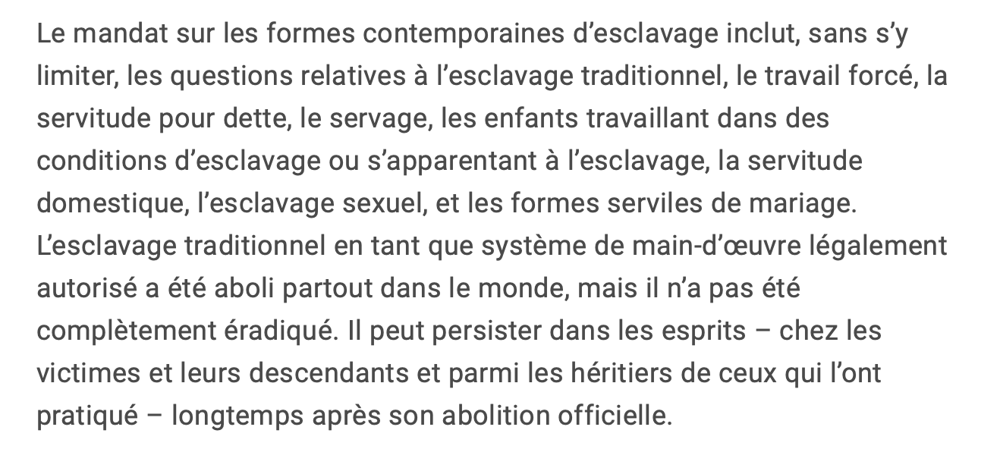 Le mandat sur les formes contemporaines d’esclavage inclut, sans s’y
limiter, les questions relatives à l’esclavage traditionnel, le travail forcé, la
servitude pour dette, le servage, les enfants travaillant dans des
conditions d’esclavage ou s’apparentant à l’esclavage, la servitude
domestique, l’esclavage sexuel, et les formes serviles de mariage.
L’esclavage traditionnel en tant que système de main-d’œuvre légalement
autorisé a été aboli partout dans le monde, mais il n’a pas été
complètement éradiqué. Il peut persister dans les esprits – chez les
victimes et leurs descendants et parmi les héritiers de ceux qui l’ont
pratiqué – longtemps après son abolition officielle.